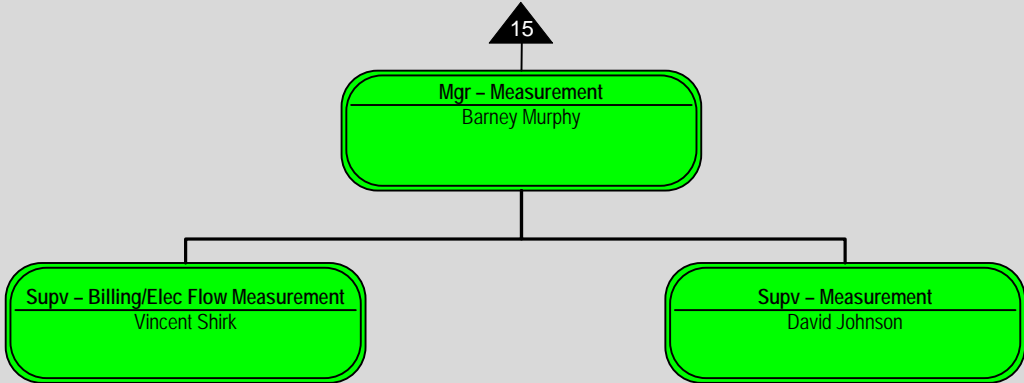 15
Mgr – Measurement
Barney Murphy
Supv – Billing/Elec Flow Measurement
Vincent Shirk
Supv – Measurement
David Johnson